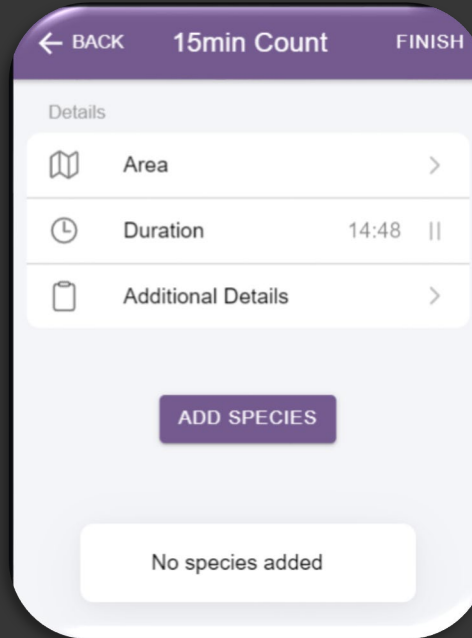 BACK 15min Count FINISH
Details
Area
Duration 14:48
Additional Details
ADD SPECIES
No species added